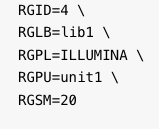 RGID=4 \
RGLB=lib1 \
RGPL=ILLUMINA \
RGPU=unit1 \
RGSM=20